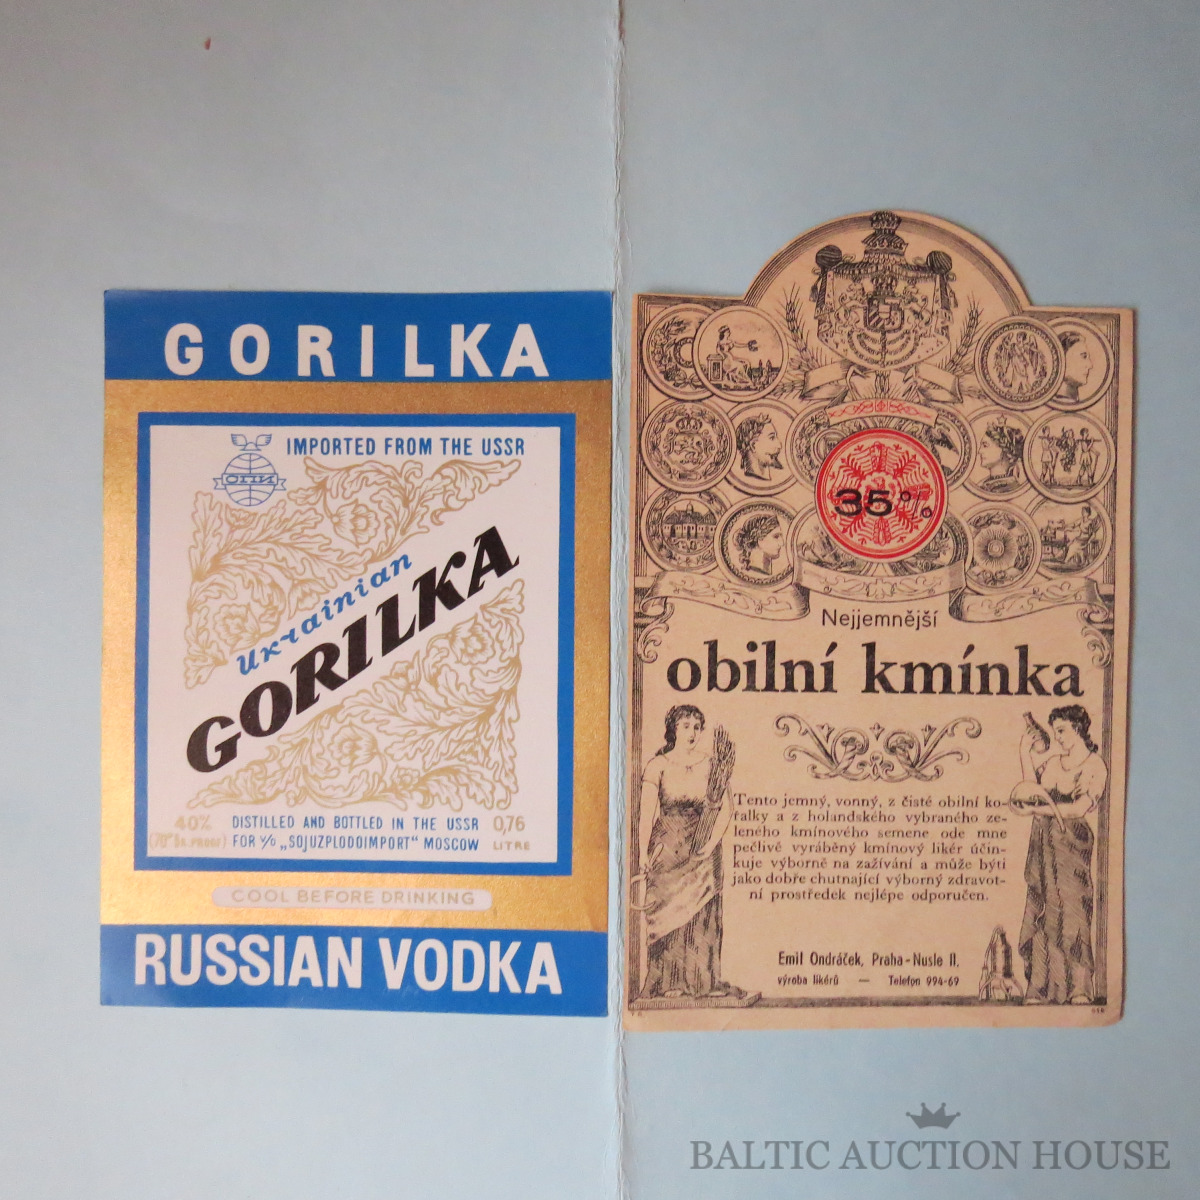 GORILKA
IMPORTED FROM THE USSR
СПИ
Ukrainian
GORILKA
40%
(70° Br. PROOF)
DISTILLED AND BOTTLED IN THE USSR
FOR V/O „SOJUZPLODOIMPORT“ MOSCOW
0,76
LITRE
COOL BEFORE DRINKING
RUSSIAN VODKA
35%
Nejjemnější
obilní kmínka
Tento jemný, vonný, z čisté obilní ko-
řalky a z holandského vybraného ze-
leného kmínového semene ode mne
pečlivě vyráběný kmínový likér účin-
kuje výborně na zažívání a může býti
jako dobře chutnající výborný zdravot-
ní prostředek nejlépe odporučen.
Emil Ondráček, Praha-Nusle II,
výroba likérů — Telefon 994-69
BALTIC AUCTION HOUSE